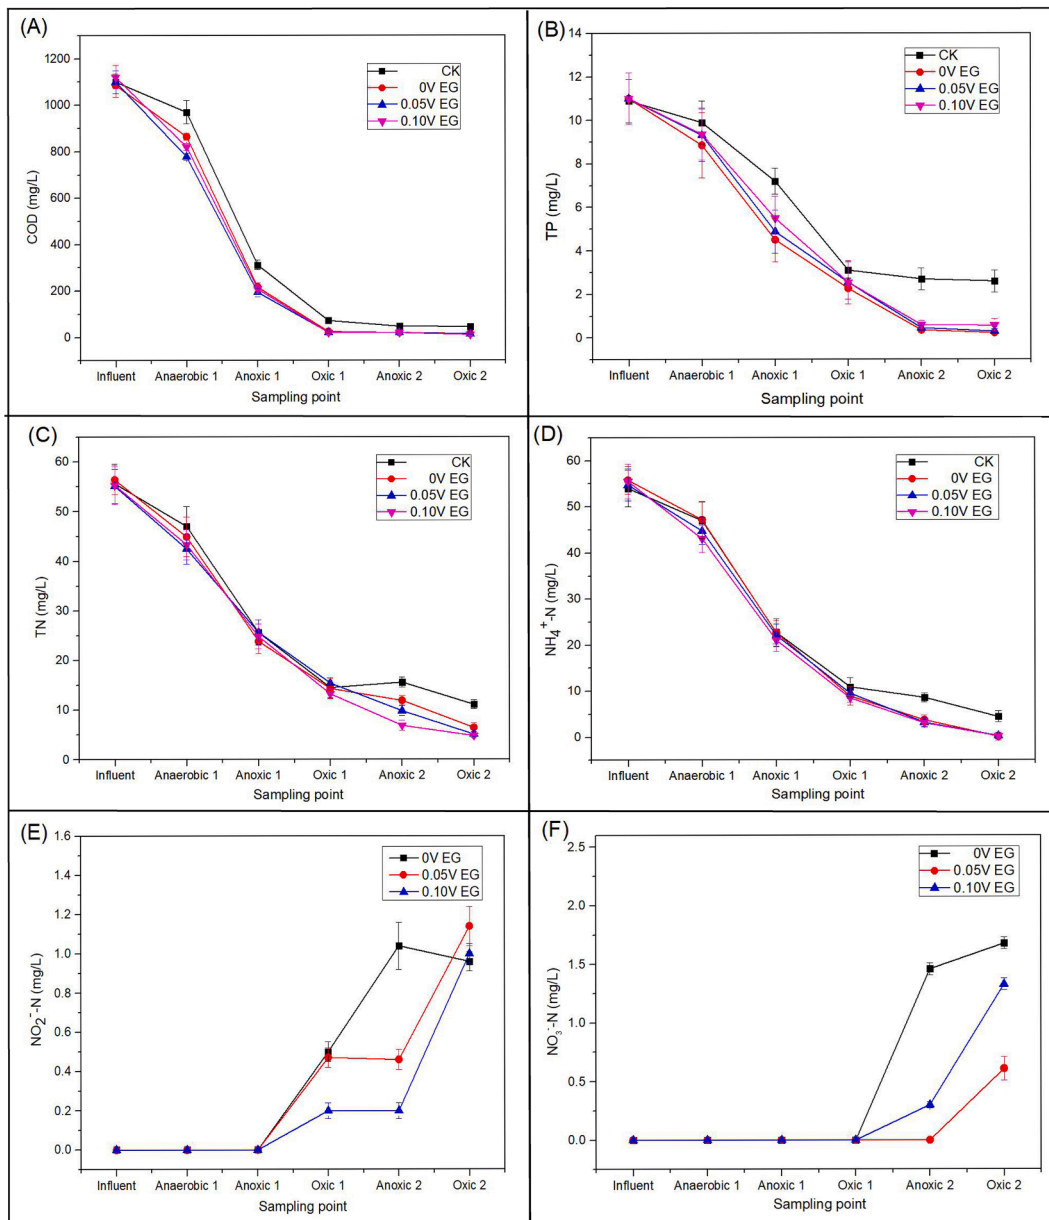 (A)
1200
1000
800
600
400
200
0
COD (mg/L)
CK
0V EG
0.05V EG
0.10V EG
Influent Anaerobic 1 Anoxic 1 Oxic 1 Anoxic 2 Oxic 2
Sampling point
(B)
14
12
10
8
6
4
2
0
TP (mg/L)
CK
0V EG
0.05V EG
0.10V EG
Influent Anaerobic 1 Anoxic 1 Oxic 1 Anoxic 2 Oxic 2
Sampling point
(C)
60
50
40
30
20
10
0
TN (mg/L)
CK
0V EG
0.05V EG
0.10V EG
Influent Anaerobic 1 Anoxic 1 Oxic 1 Anoxic 2 Oxic 2
Sampling point
(D)
60
50
40
30
20
10
0
NH4+-N (mg/L)
CK
0V EG
0.05V EG
0.10V EG
Influent Anaerobic 1 Anoxic 1 Oxic 1 Anoxic 2 Oxic 2
Sampling point
(E)
1.6
1.4
1.2
1.0
0.8
0.6
0.4
0.2
0.0
NO2--N (mg/L)
0V EG
0.05V EG
0.10V EG
Influent Anaerobic 1 Anoxic 1 Oxic 1 Anoxic 2 Oxic 2
Sampling point
(F)
2.5
2.0
1.5
1.0
0.5
0.0
NO3--N (mg/L)
0V EG
0.05V EG
0.10V EG
Influent Anaerobic 1 Anoxic 1 Oxic 1 Anoxic 2 Oxic 2
Sampling point